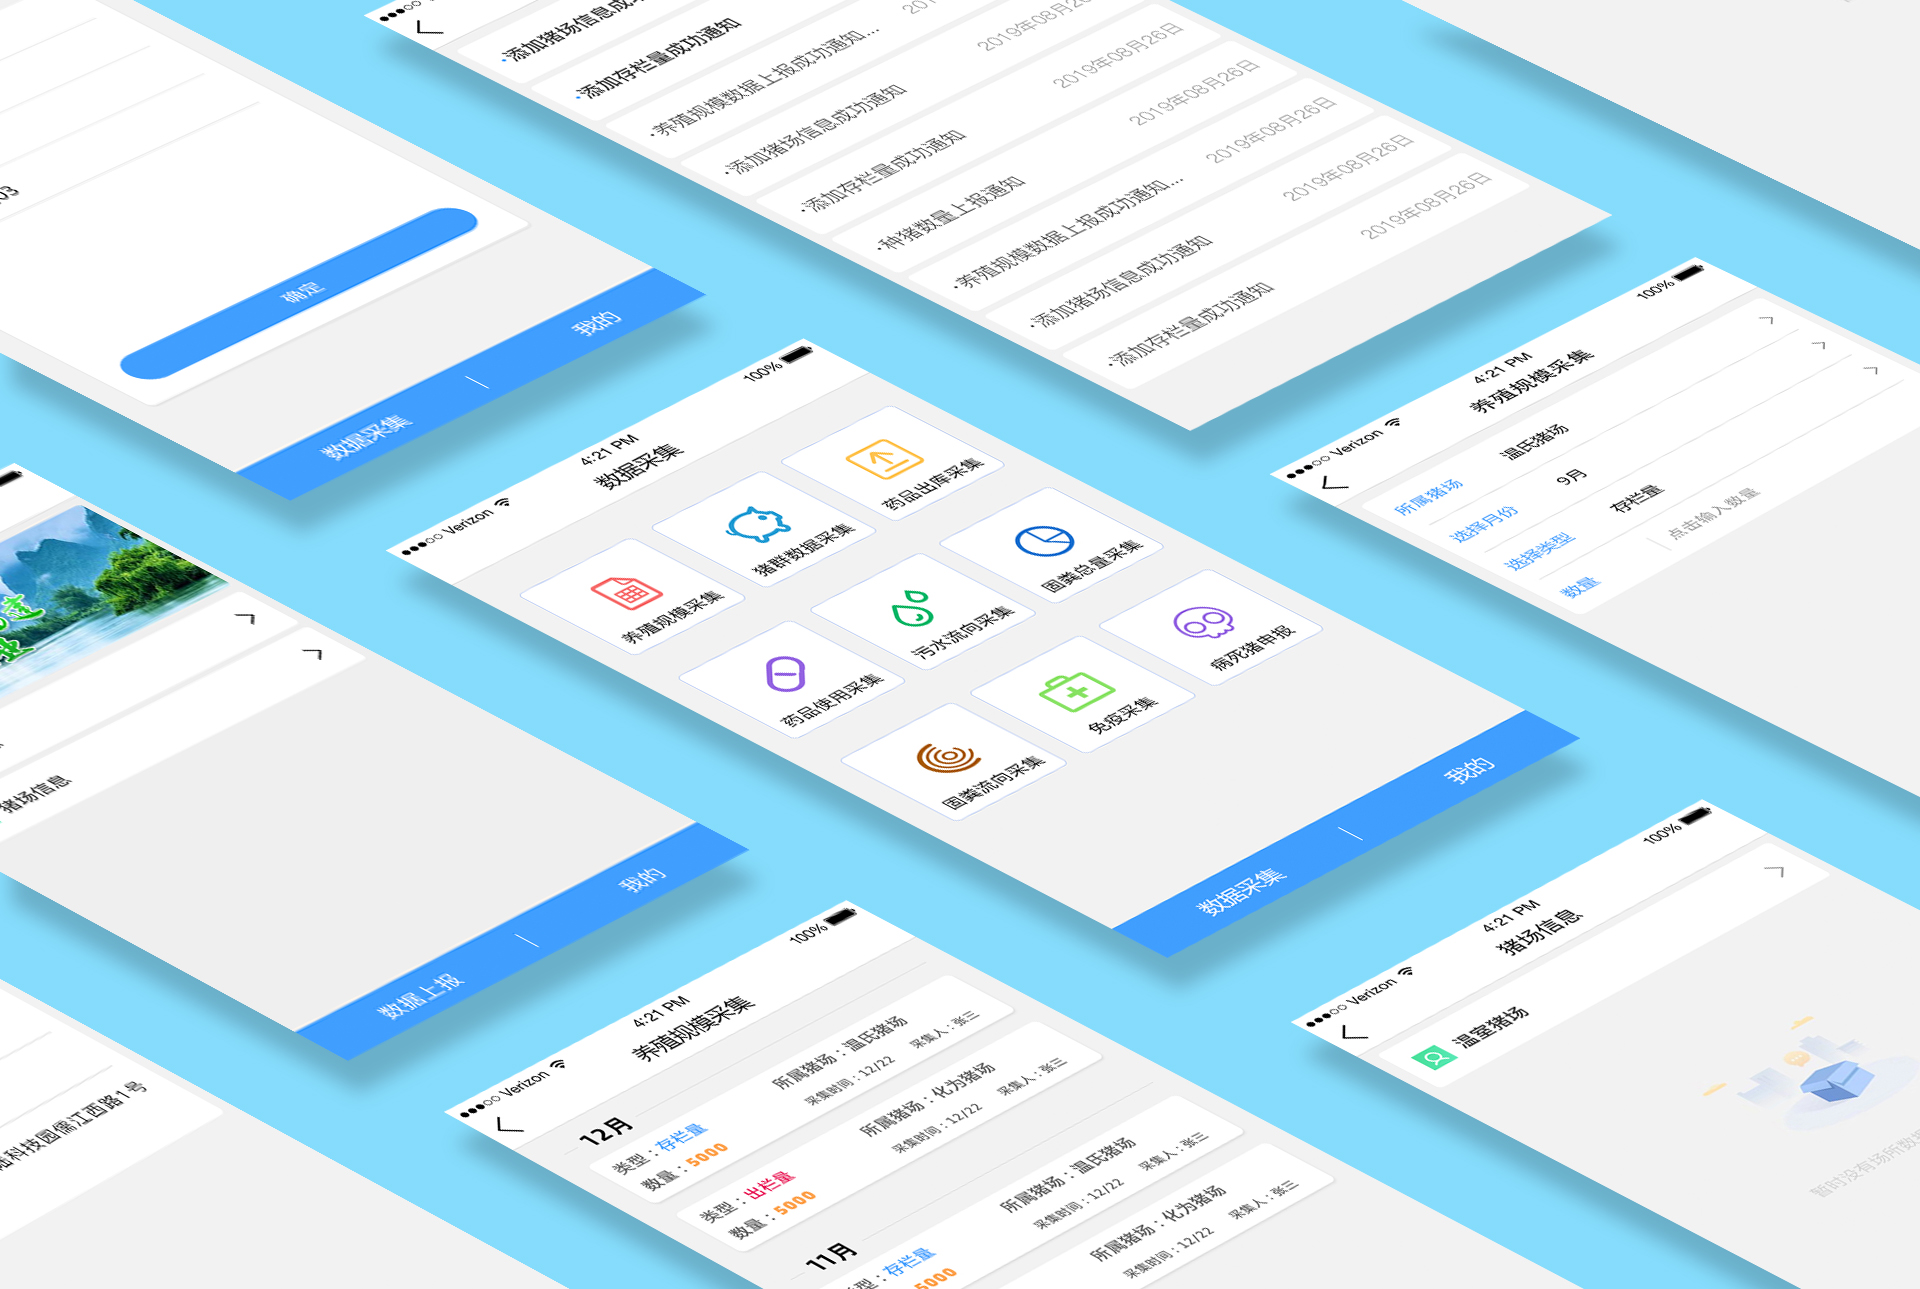 03
确定
数据采集
我的
添加猪场信息成
添加存栏量成功通知
养殖规模数据上报成功通知...
201
添加猪场信息成功通知
2019年08月26
添加存栏量成功通知
2019年08月26日
种猪数量上报通知
2019年08月26日
养殖规模数据上报成功通知...
2019年08月26日
添加猪场信息成功通知
2019年08月26日
添加存栏量成功通知
2019年08月26日
Verizon
4:21 PM
100%
养殖规模采集
所属猪场
温氏猪场
选择月份
9月
选择类型
存栏量
数量
点击输入数量
Verizon
4:21 PM
100%
数据采集
养殖规模采集
猪群数据采集
药品出库采集
药品使用采集
污水流向采集
固粪总量采集
固粪流向采集
免疫采集
病死猪申报
数据采集
我的
猪场信息
数据上报
我的
陆科技园儒江西路1号
Verizon
4:21 PM
100%
养殖规模采集
12月
类型：存栏量
所属猪场：温氏猪场
数量：5000
采集时间：12/22
采集人：张三
类型：出栏量
所属猪场：化为猪场
数量：5000
采集时间：12/22
采集人：张三
11月
类型：存栏量
所属猪场：温氏猪场
5000
采集时间：12/22
采集人：张三
所属猪场：化为猪场
采集时间：12/22
采集人：张三
Verizon
4:21 PM
100%
猪场信息
温室猪场
暂时没有场所数据